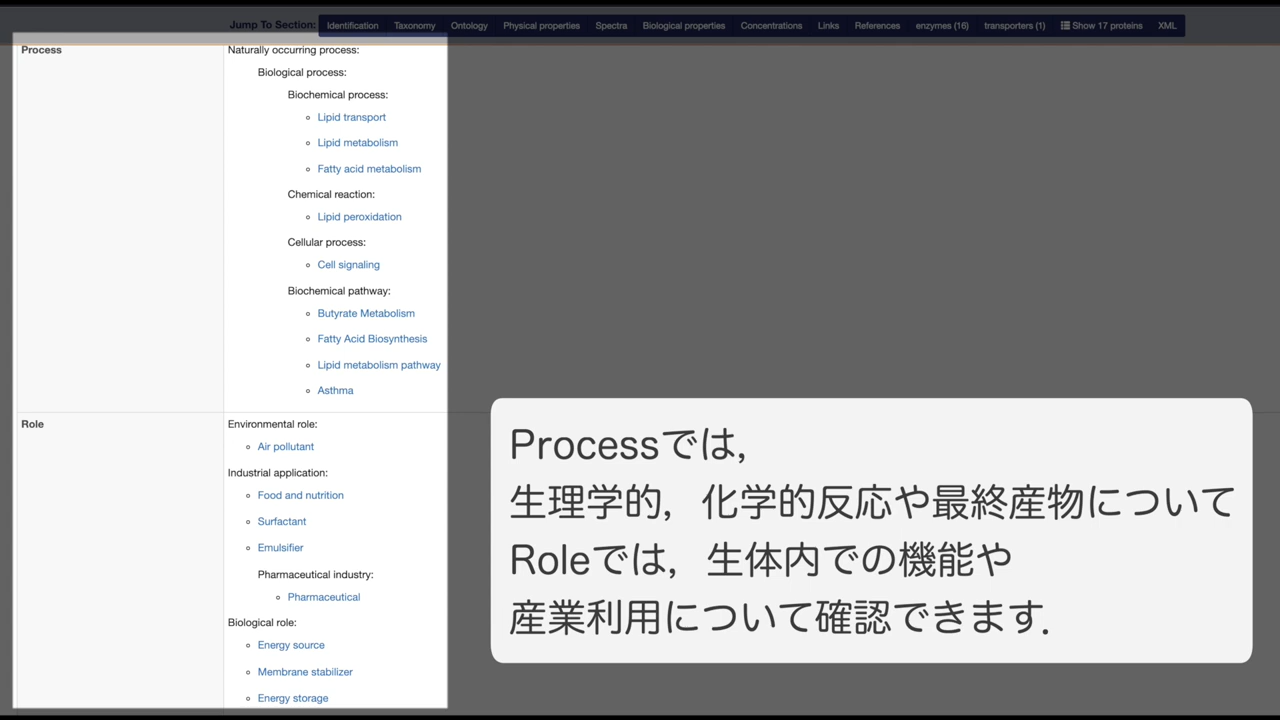 Jump To Section: Identification Taxonomy Ontology Physical properties Spectra Biological properties Concentrations Links References enzymes (16) transporters (1) Show 17 proteins XML
Process
Naturally occurring process:
Biological process:
Biochemical process:
Lipid transport
Lipid metabolism
Fatty acid metabolism
Chemical reaction:
Lipid peroxidation
Cellular process:
Cell signaling
Biochemical pathway:
Butyrate Metabolism
Fatty Acid Biosynthesis
Lipid metabolism pathway
Asthma
Role
Environmental role:
Air pollutant
Industrial application:
Food and nutrition
Surfactant
Emulsifier
Pharmaceutical industry:
Pharmaceutical
Biological role:
Energy source
Membrane stabilizer
Energy storage
Processでは,
生理学的，化学的反応や最終産物について
Roleでは，生体内での機能や
産業利用について確認できます.